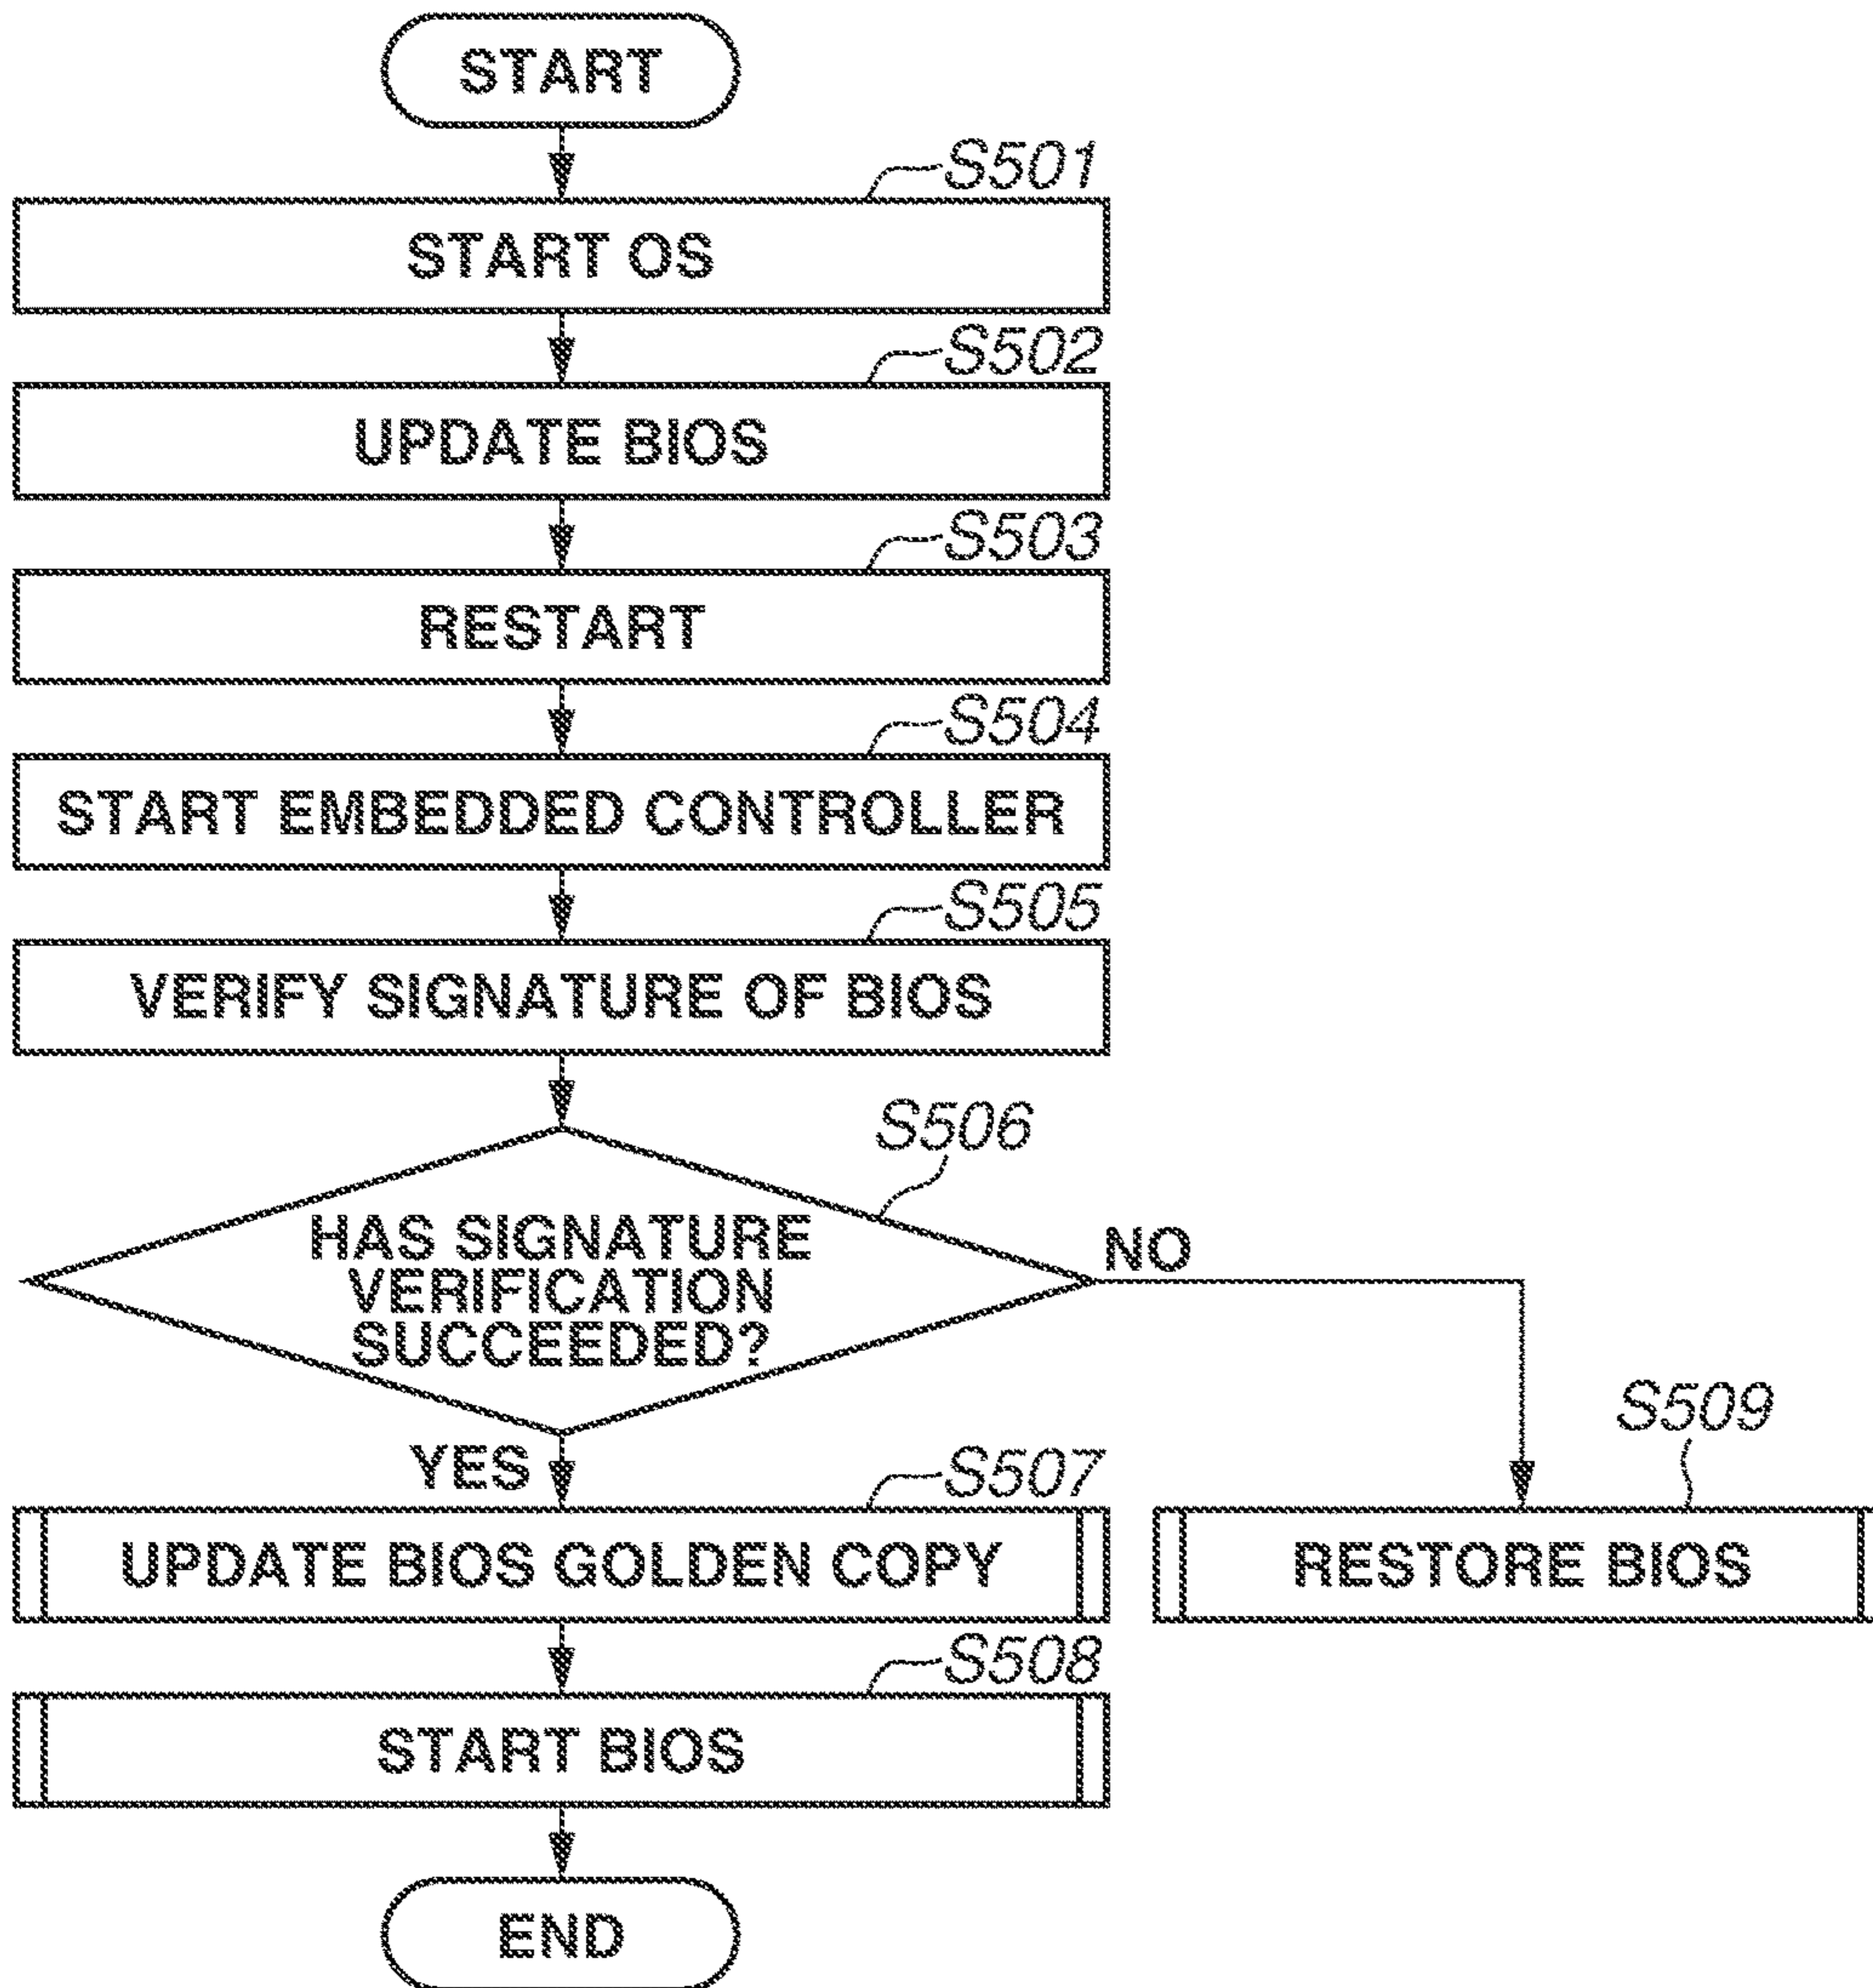 START
S501
START OS
S502
UPDATE BIOS
S503
RESTART
S504
START EMBEDDED CONTROLLER
S505
VERIFY SIGNATURE OF BIOS
S506
HAS SIGNATURE
VERIFICATION
SUCCEEDED?
NO
YES
S507
UPDATE BIOS GOLDEN COPY
S509
RESTORE BIOS
S508
START BIOS
END